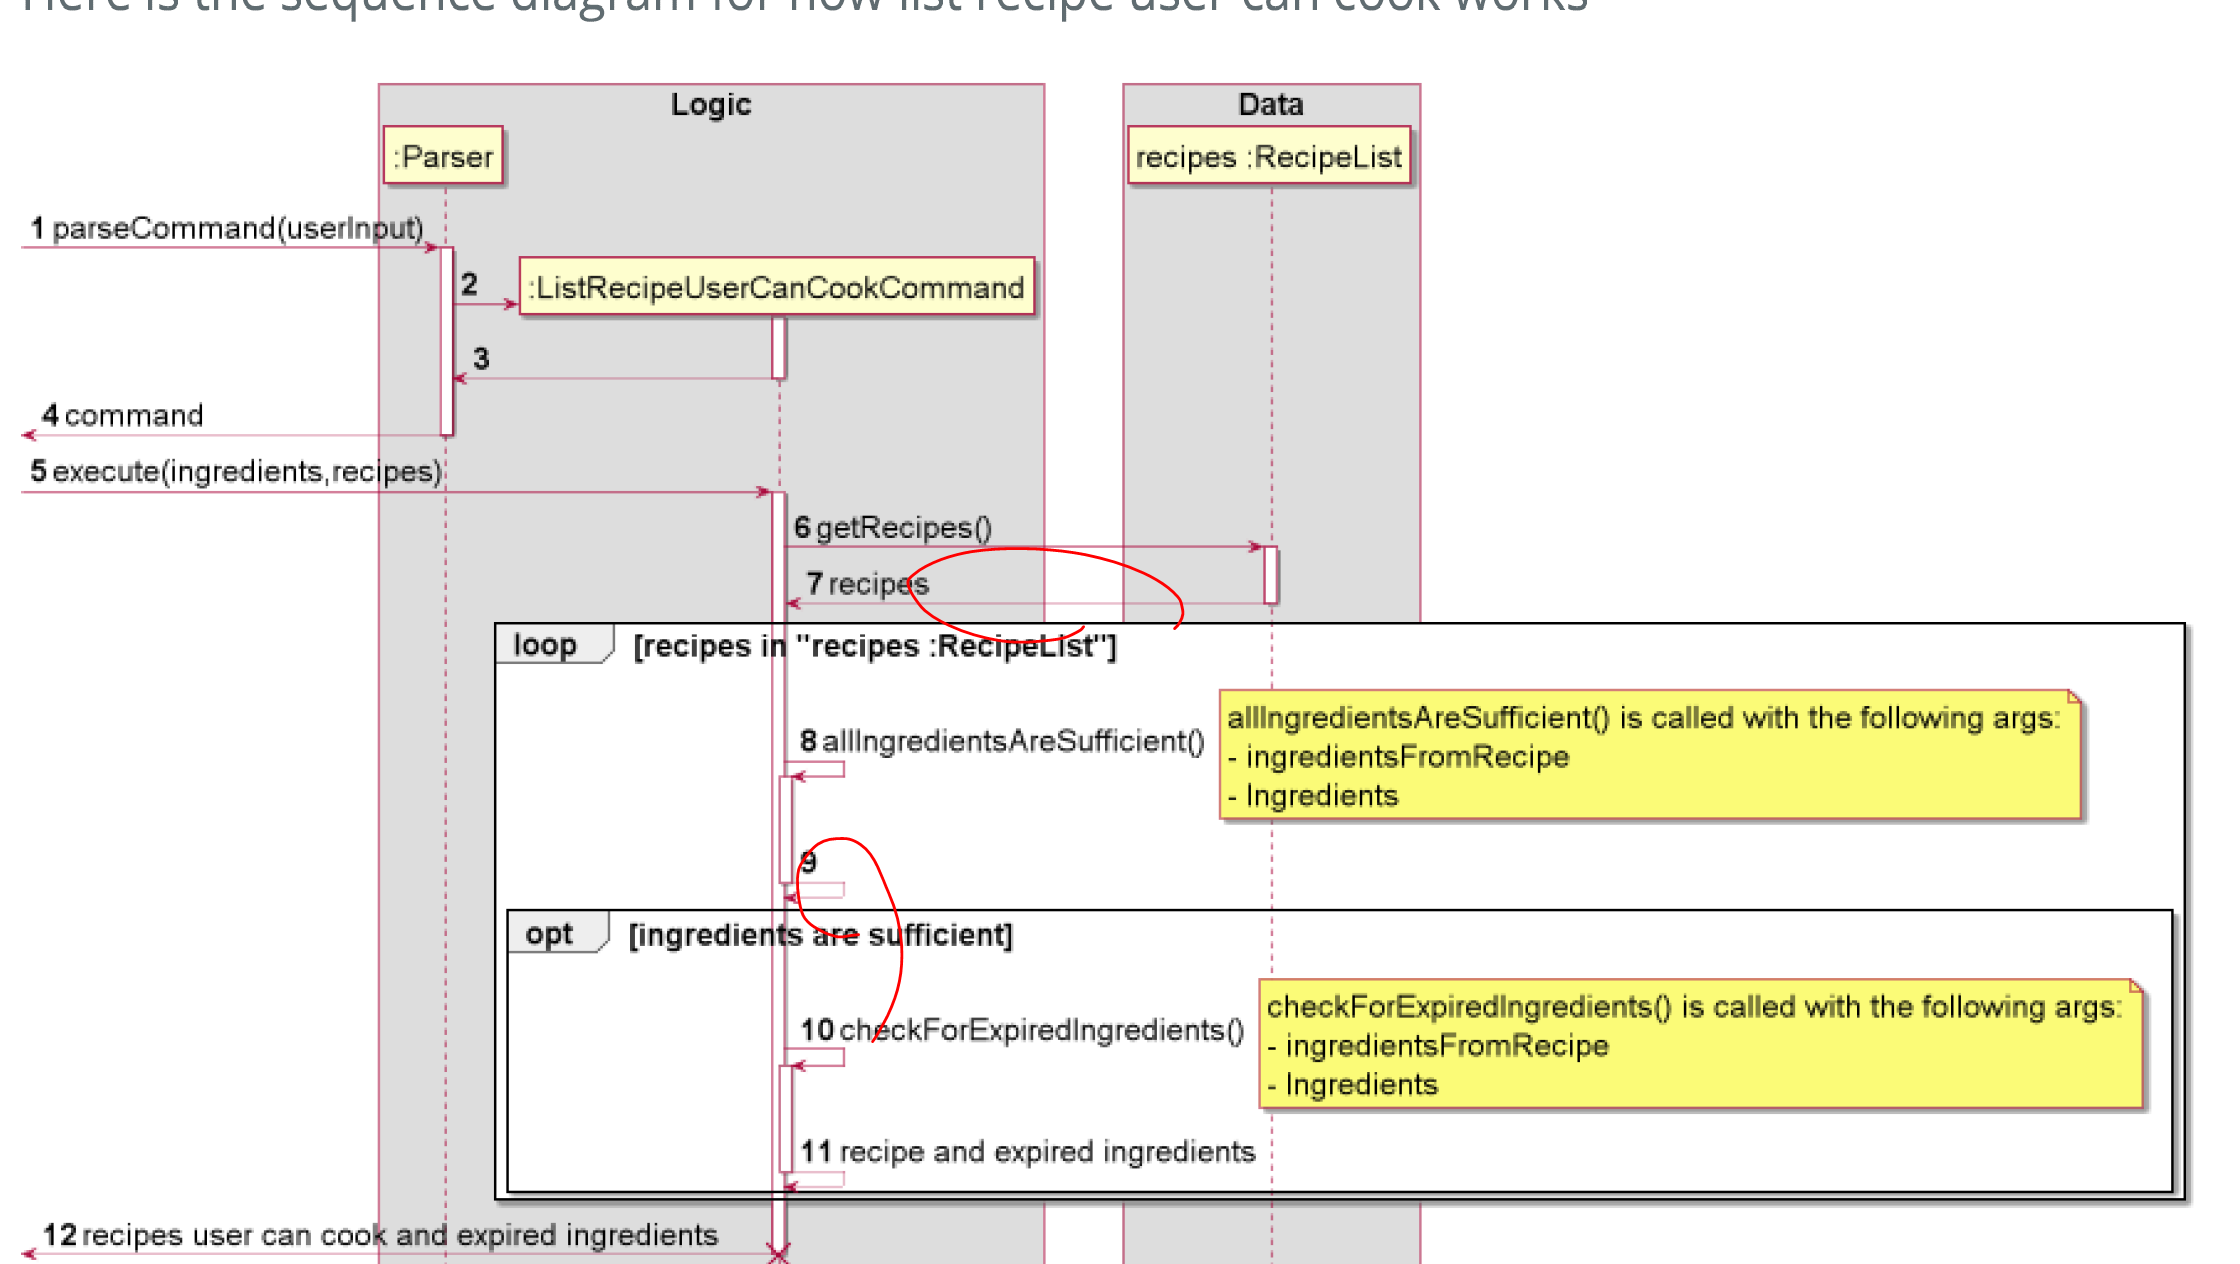 Here is the sequence diagram for how list recipe user can cook works
Logic
Data
:Parser
recipes :RecipeList
1 parseCommand(userInput)
2
:ListRecipeUserCanCookCommand
3
4 command
5 execute(ingredients,recipes)
6 getRecipes()
7 recipes
loop [recipes in "recipes :RecipeList"]
8 allIngredientsAreSufficient()
allIngredientsAreSufficient() is called with the following args:
- ingredientsFromRecipe
- Ingredients
9
opt [ingredients are sufficient]
10 checkForExpiredIngredients()
checkForExpiredIngredients() is called with the following args:
- ingredientsFromRecipe
- Ingredients
11 recipe and expired ingredients
12 recipes user can cook and expired ingredients